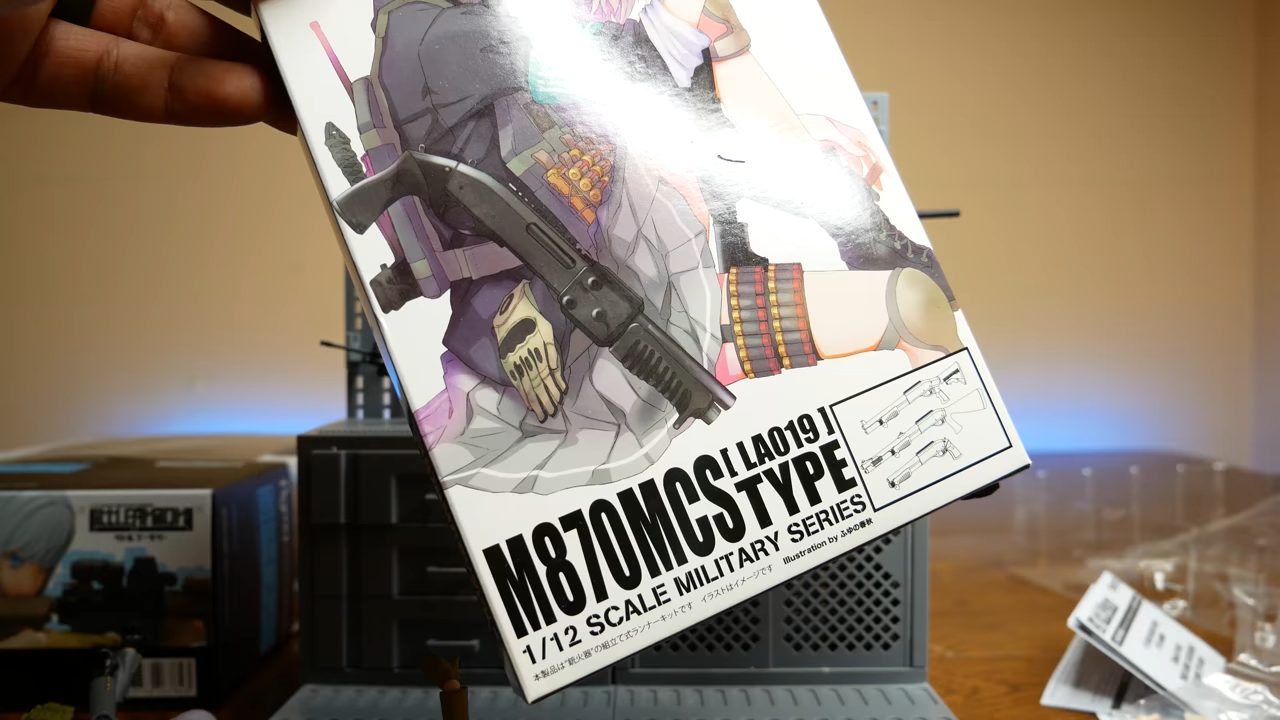 [ LA019 ]
M870MCS TYPE
1/12 SCALE MILITARY SERIES
Illustration by ふゆの春秋
本製品は"銃火器"の組立て式ランナーキットです イラストはイメージです